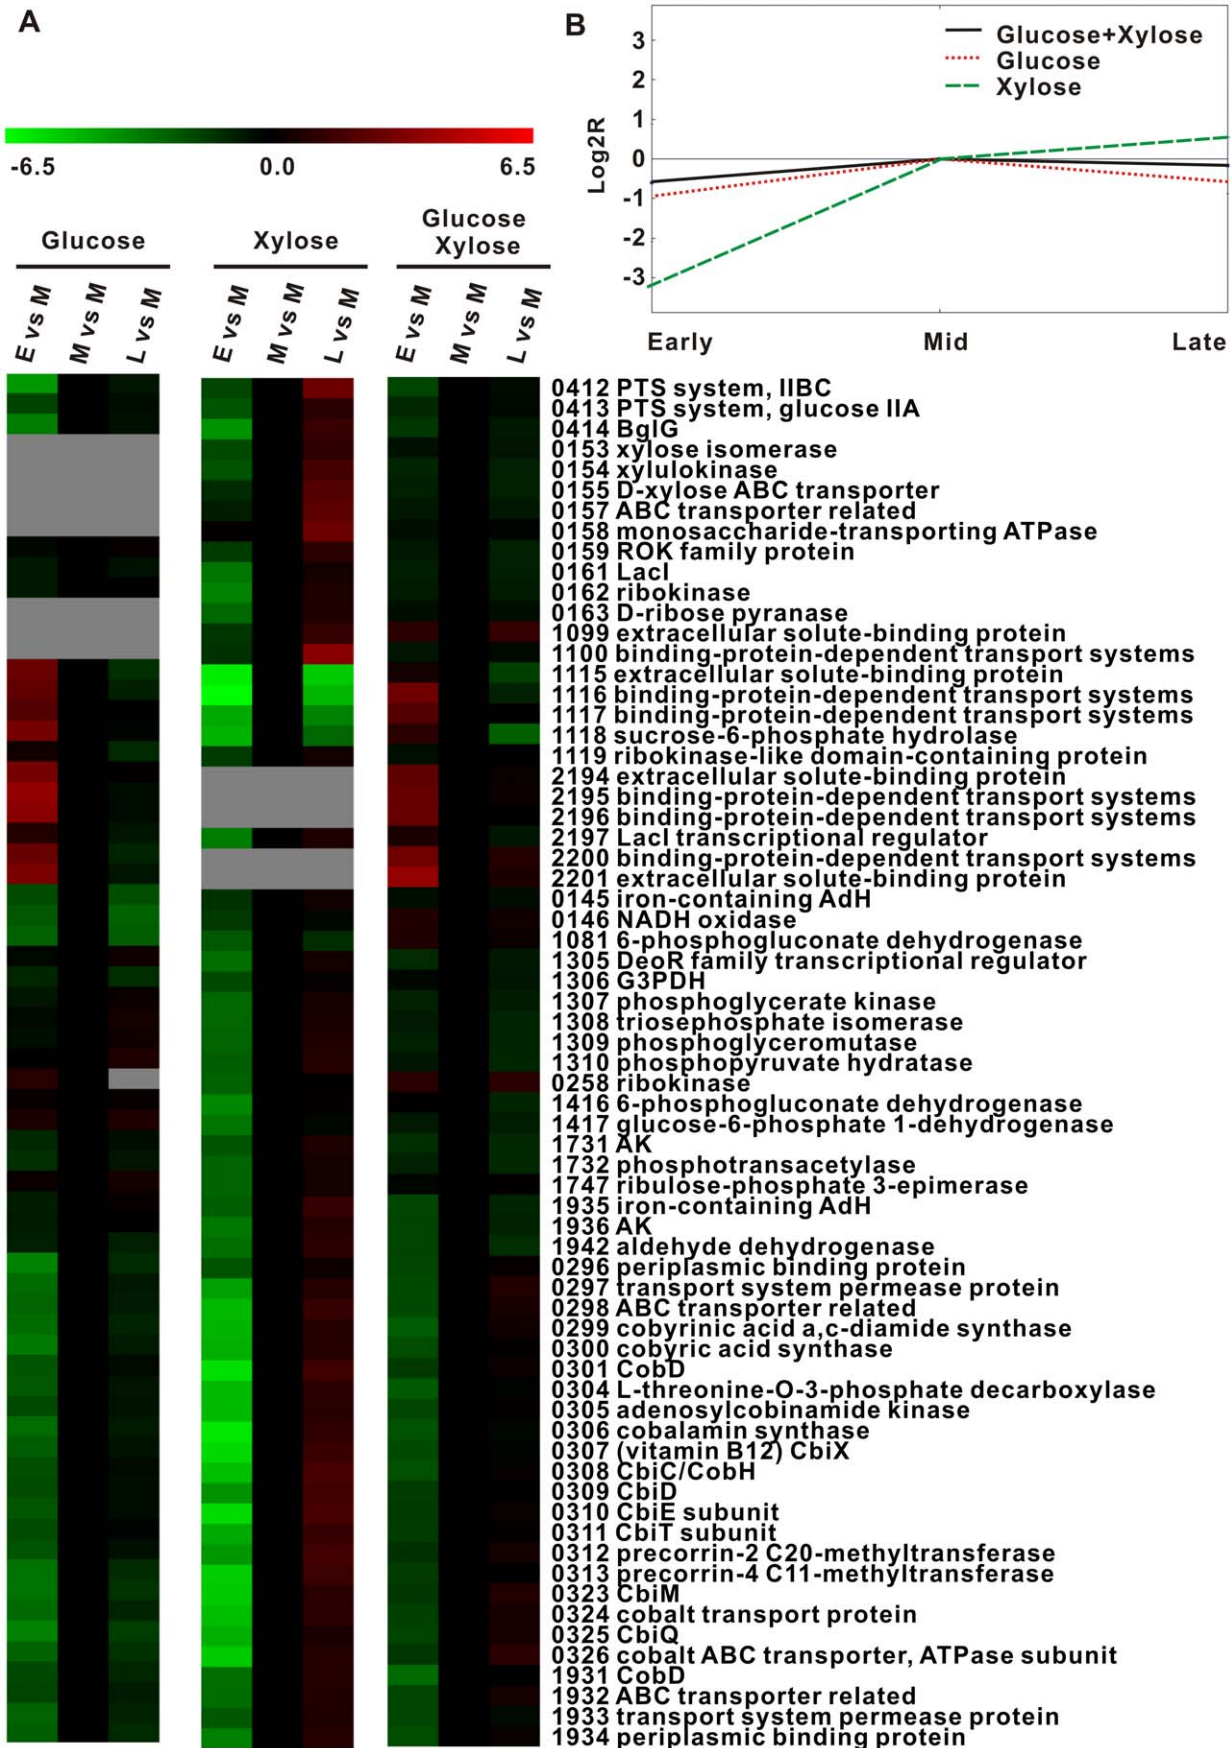 A
-6.5 0.0 6.5
Glucose
Xylose
Glucose
Xylose
E vs M
M vs M
L vs M
E vs M
M vs M
L vs M
E vs M
M vs M
L vs M
B
Log2R
3
2
1
0
-1
-2
-3
Glucose+Xylose
Glucose
Xylose
Early Mid Late
0412 PTS system, IIBC
0413 PTS system, glucose IIA
0414 BglG
0153 xylose isomerase
0154 xylulokinase
0155 D-xylose ABC transporter
0157 ABC transporter related
0158 monosaccharide-transporting ATPase
0159 ROK family protein
0161 LacI
0162 ribokinase
0163 D-ribose pyranase
1099 extracellular solute-binding protein
1100 binding-protein-dependent transport systems
1115 extracellular solute-binding protein
1116 binding-protein-dependent transport systems
1117 binding-protein-dependent transport systems
1118 sucrose-6-phosphate hydrolase
1119 ribokinase-like domain-containing protein
2194 extracellular solute-binding protein
2195 binding-protein-dependent transport systems
2196 binding-protein-dependent transport systems
2197 LacI transcriptional regulator
2200 binding-protein-dependent transport systems
2201 extracellular solute-binding protein
0145 iron-containing AdH
0146 NADH oxidase
1081 6-phosphogluconate dehydrogenase
1305 DeoR family transcriptional regulator
1306 G3PDH
1307 phosphoglycerate kinase
1308 triosephosphate isomerase
1309 phosphoglyceromutase
1310 phosphopyruvate hydratase
0258 ribokinase
1416 6-phosphogluconate dehydrogenase
1417 glucose-6-phosphate 1-dehydrogenase
1731 AK
1732 phosphotransacetylase
1747 ribulose-phosphate 3-epimerase
1935 iron-containing AdH
1936 AK
1942 aldehyde dehydrogenase
0296 periplasmic binding protein
0297 transport system permease protein
0298 ABC transporter related
0299 cobyrinic acid a,c-diamide synthase
0300 cobyric acid synthase
0301 CobD
0304 L-threonine-O-3-phosphate decarboxylase
0305 adenosylcobinamide kinase
0306 cobalamin synthase
0307 (vitamin B12) CbiX
0308 CbiC/CobH
0309 CbiD
0310 CbiE subunit
0311 CbiT subunit
0312 precorrin-2 C20-methyltransferase
0313 precorrin-4 C11-methyltransferase
0323 CbiM
0324 cobalt transport protein
0325 CbiQ
0326 cobalt ABC transporter, ATPase subunit
1931 CobD
1932 ABC transporter related
1933 transport system permease protein
1934 periplasmic binding protein